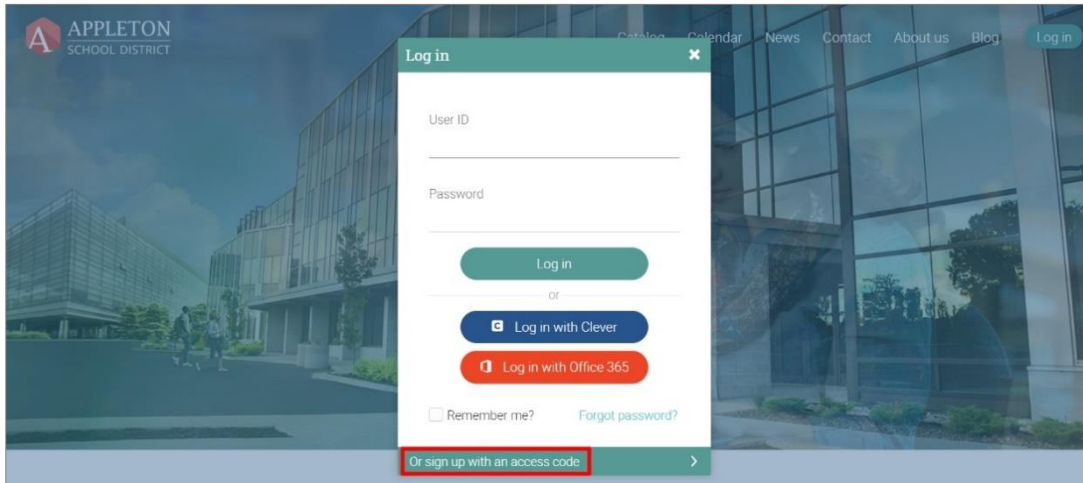 APPLETON
SCHOOL DISTRICT
Catalog Calendar News Contact About us Blog Log in
Log in
User ID
Password
Log in
or
Log in with Clever
Log in with Office 365
Remember me? Forgot password?
Or sign up with an access code